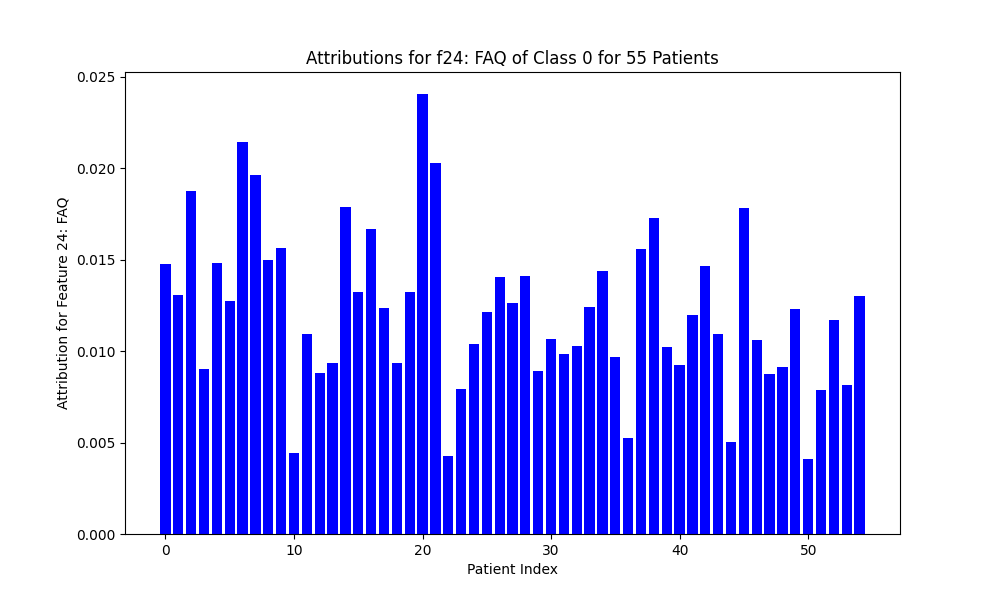 Attributions for f24: FAQ of Class 0 for 55 Patients
Attribution for Feature 24: FAQ
0.025
0.020
0.015
0.010
0.005
0.000
0 10 20 30 40 50
Patient Index